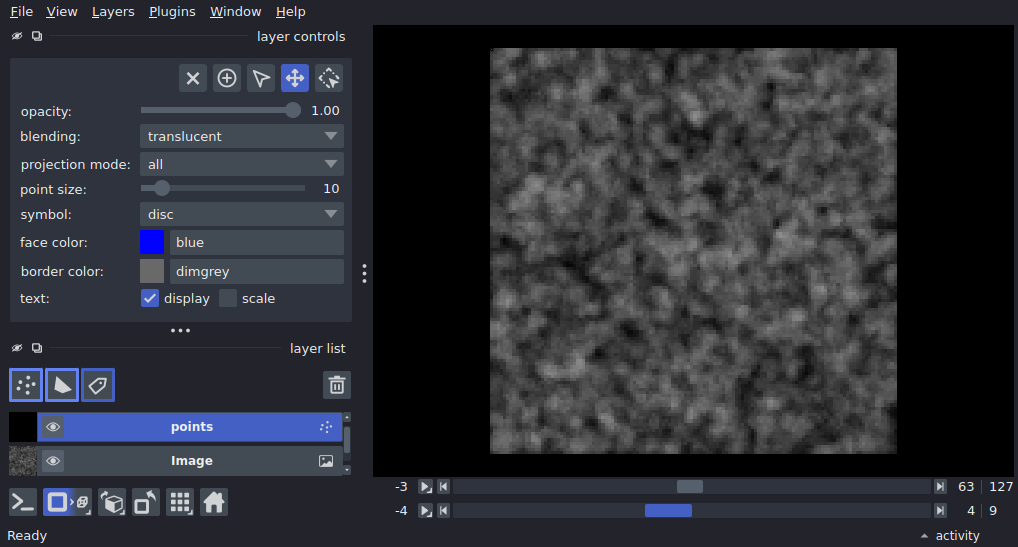 File View Layers Plugins Window Help
layer controls
opacity: 1.00
blending: translucent
projection mode: all
point size: 10
symbol: disc
face color: blue
border color: dimgrey
text: display scale
layer list
points
Image
-3 63 127
-4 4 9
Ready activity